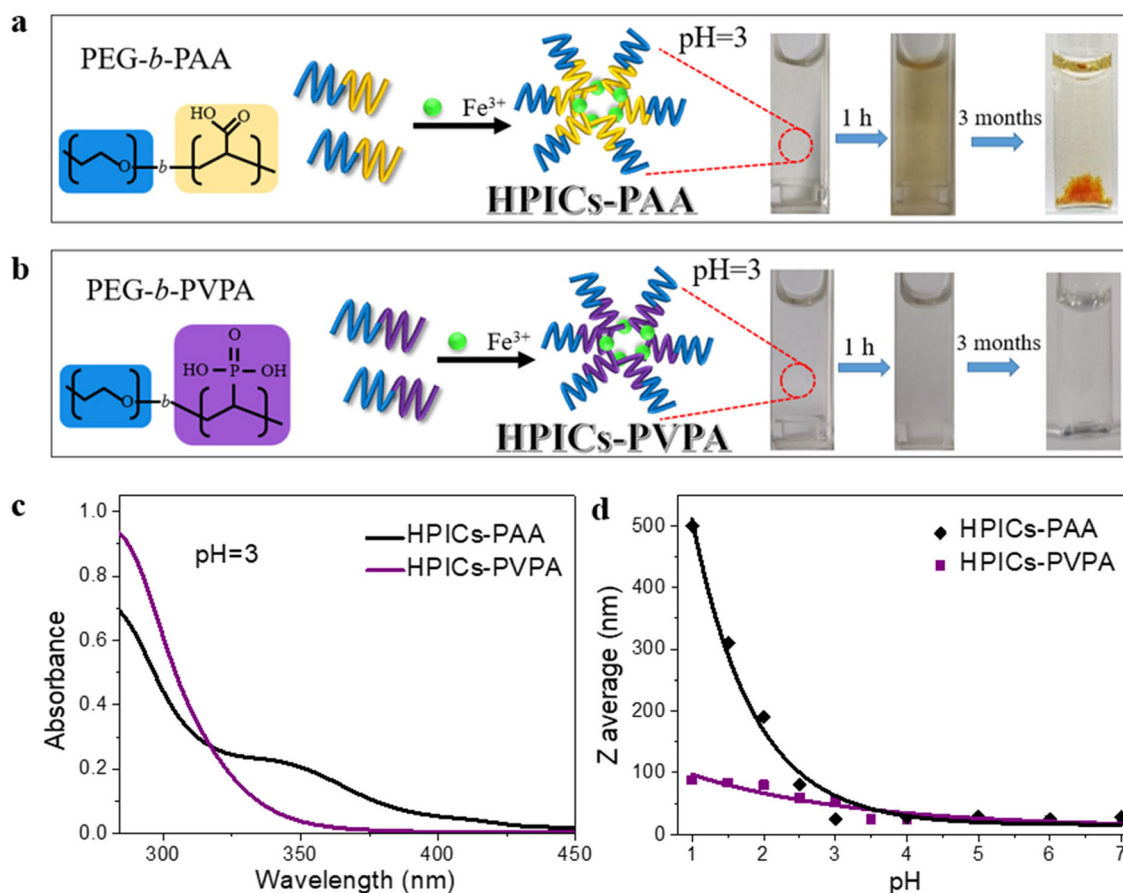 a
PEG-b-PAA
HO
O
O
b
Fe³⁺
HPICs-PAA
pH=3
1 h
3 months
b
PEG-b-PVPA
O
HO
P
OH
O
b
Fe³⁺
HPICs-PVPA
pH=3
1 h
3 months
c
1.0
0.8
0.6
0.4
0.2
0.0
Absorbance
pH=3
HPICs-PAA
HPICs-PVPA
300
350
400
450
Wavelength (nm)
d
500
400
300
200
100
0
Z average (nm)
HPICs-PAA
HPICs-PVPA
1
2
3
4
5
6
7
pH